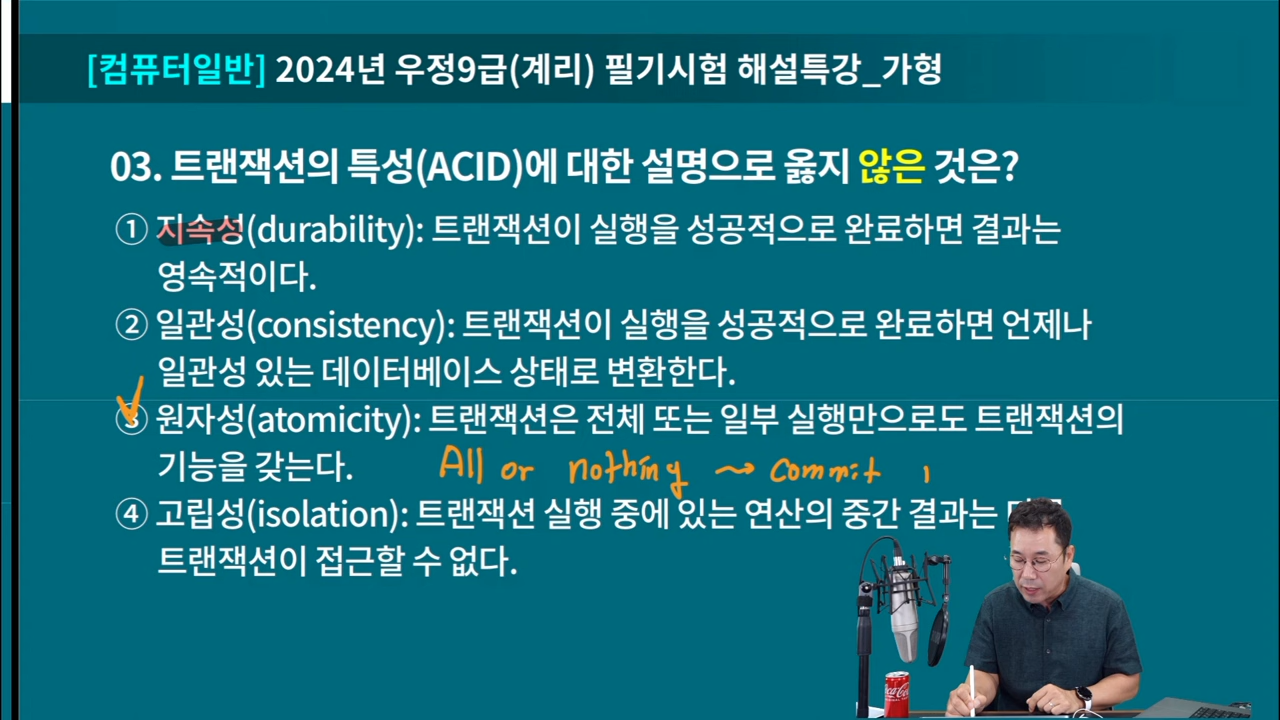 [컴퓨터일반] 2024년 우정9급(계리) 필기시험 해설특강_가형
03. 트랜잭션의 특성(ACID)에 대한 설명으로 옳지 않은 것은?
① 지속성(durability): 트랜잭션이 실행을 성공적으로 완료하면 결과는
영속적이다.
② 일관성(consistency): 트랜잭션이 실행을 성공적으로 완료하면 언제나
일관성 있는 데이터베이스 상태로 변환한다.
③ 원자성(atomicity): 트랜잭션은 전체 또는 일부 실행만으로도 트랜잭션의
기능을 갖는다.
All or nothing → commit
④ 고립성(isolation): 트랜잭션 실행 중에 있는 연산의 중간 결과는
트랜잭션이 접근할 수 없다.
Coca-Cola